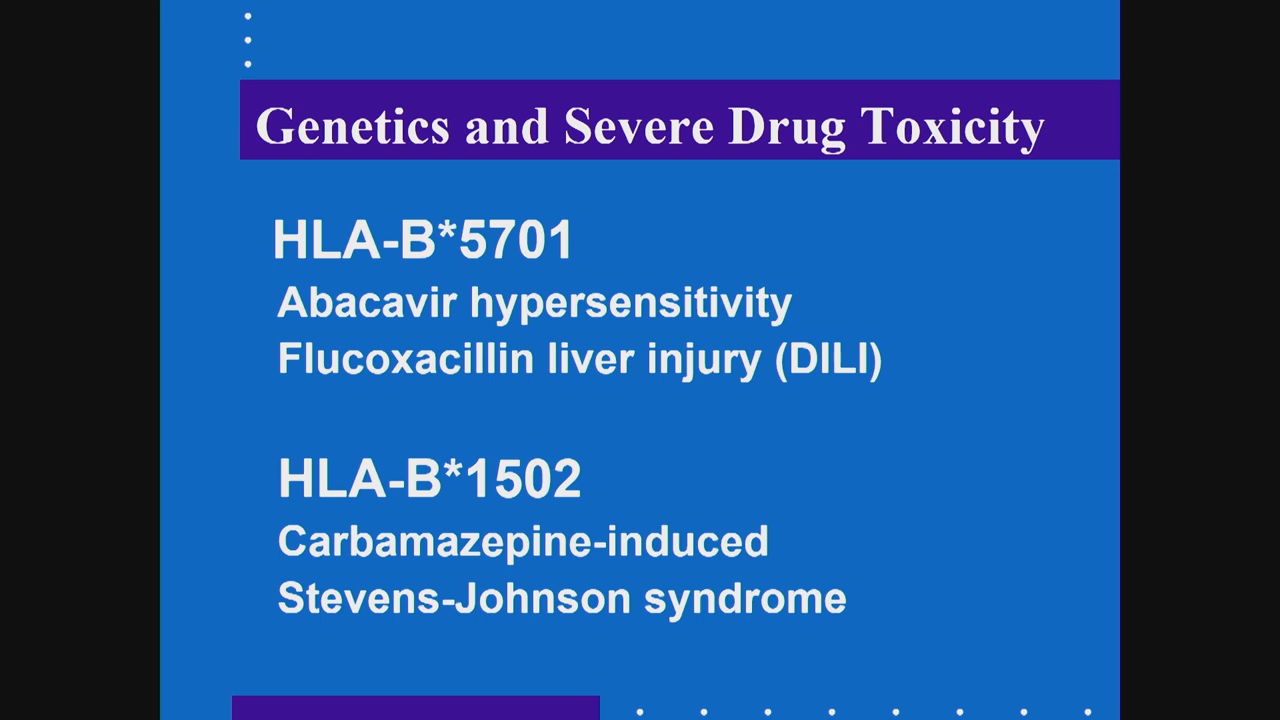 Genetics and Severe Drug Toxicity
HLA-B*5701
Abacavir hypersensitivity
Flucoxacillin liver injury (DILI)
HLA-B*1502
Carbamazepine-induced
Stevens-Johnson syndrome